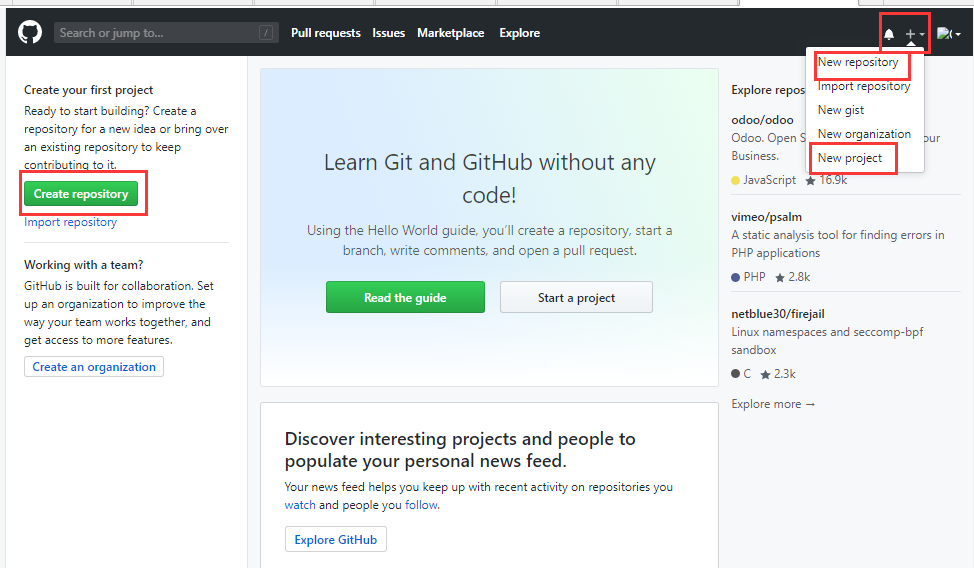 Search or jump to...
/
Pull requests
Issues
Marketplace
Explore
New repository
Import repository
New gist
New organization
New project
Create your first project
Ready to start building? Create a
repository for a new idea or bring over
an existing repository to keep
contributing to it.
Create repository
Import repository
Working with a team?
GitHub is built for collaboration. Set
up an organization to improve the
way your team works together, and
get access to more features.
Create an organization
Learn Git and GitHub without any
code!
Using the Hello World guide, you’ll create a repository, start a
branch, write comments, and open a pull request.
Read the guide
Start a project
Discover interesting projects and people to
populate your personal news feed.
Your news feed helps you keep up with recent activity on repositories you
watch and people you follow.
Explore GitHub
Explore repos
odoo/odoo
Odoo. Open S our
Business.
JavaScript 16.9k
vimeo/psalm
A static analysis tool for finding errors in
PHP applications
PHP 2.8k
netblue30/firejail
Linux namespaces and seccomp-bpf
sandbox
C 2.3k
Explore more →